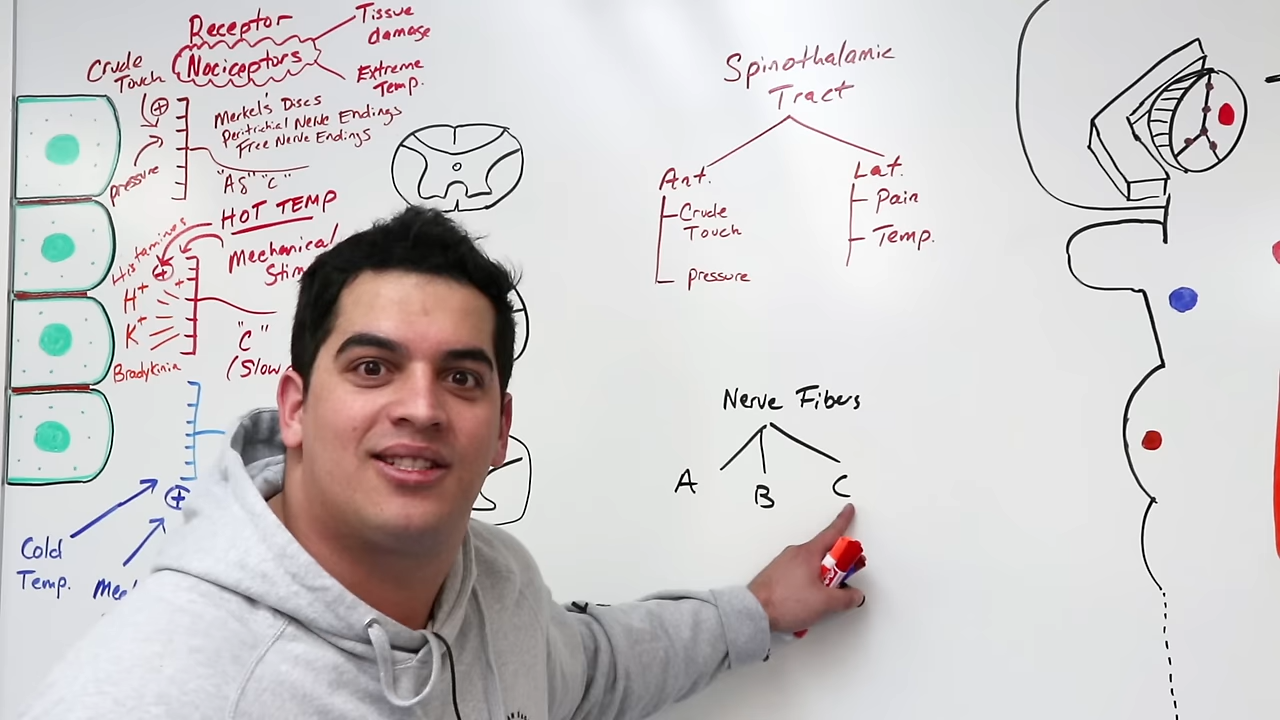 Receptor
Nociceptors
Tissue
damage
Extreme
Temp.
Crude
Touch
pressure
Merkel's Discs
Peritrichial Nerve Endings
Free Nerve Endings
"Aδ" "C"
HOT TEMP
Mechanical
Histamines
H+
K+
Bradykinin
"C"
Cold
Temp.
Spinothalamic
Tract
Ant.
Crude
Touch
pressure
Lat.
Pain
Temp.
Nerve Fibers
A
B
C